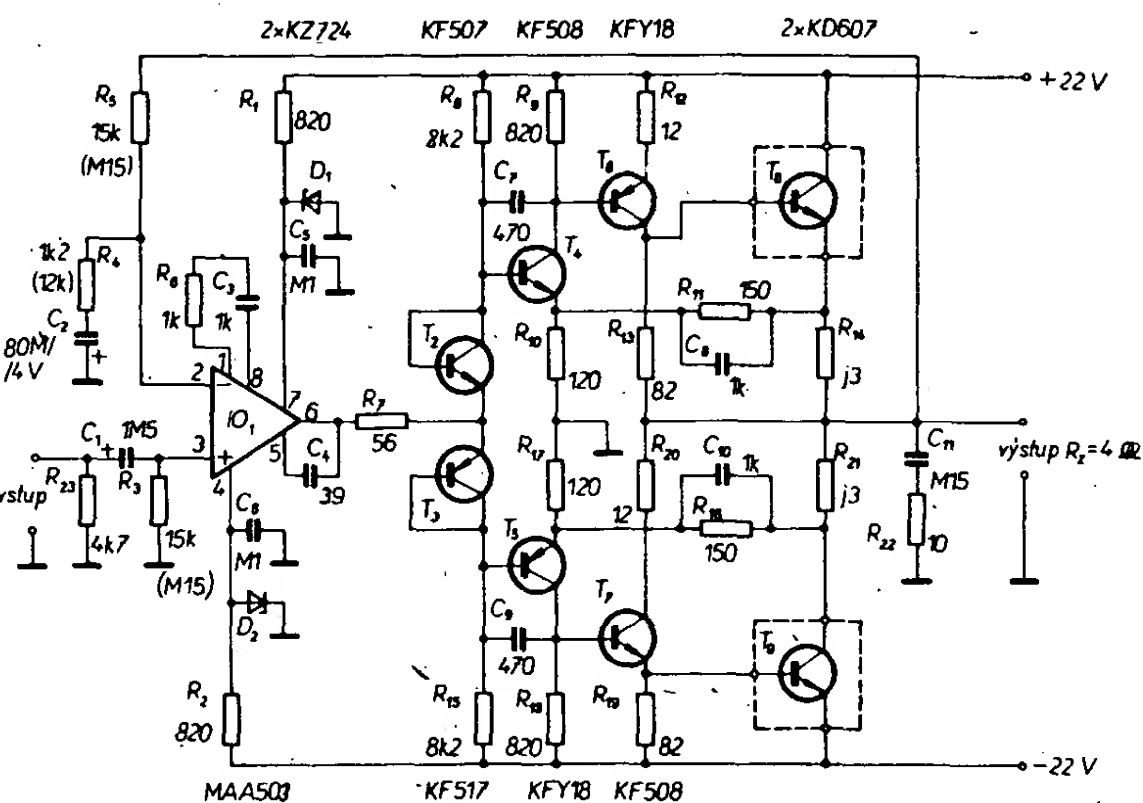 2×KZ724 KF507 KF508 KFY18 2×KD607
+22 V
R5 15k (M15)
R1 820
R8 8k2
R9 820
R12 12
D1
C5 M1
C7 470
T6
T8
T4
1k2 (12k) R4
C2 80M/ /4V +
R6 1k
C3 1k
T2
R10 120
R11 150
C8 1k
R13 82
R14 j3
1 8
2 − 7
IO1 6
3 + 5
4
R7 56
C4 39
C1 + 1M5
R23 4k7
R3 15k (M15)
vstup
T3
R17 120
R20 12
C10 1k
R16 150
R21 j3
C11 M15
R22 10
výstup Rz=4 Ω
C6 M1
D2
T5
T7
T9
C9 470
R2 820
R15 8k2
R18 820
R19 82
−22 V
MAA503 KF517 KFY18 KF508